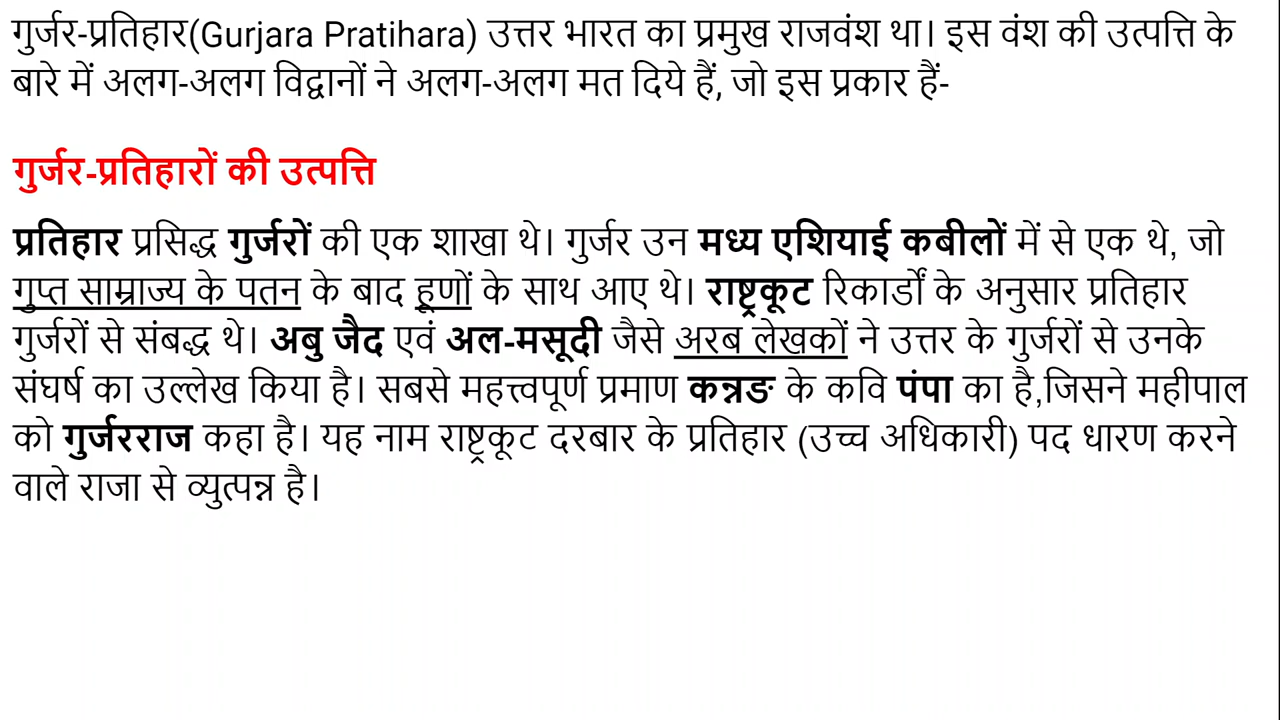 गुर्जर-प्रतिहार(Gurjara Pratihara) उत्तर भारत का प्रमुख राजवंश था। इस वंश की उत्पत्ति के
बारे में अलग-अलग विद्वानों ने अलग-अलग मत दिये हैं, जो इस प्रकार हैं-
गुर्जर-प्रतिहारों की उत्पत्ति
प्रतिहार प्रसिद्ध गुर्जरों की एक शाखा थे। गुर्जर उन मध्य एशियाई कबीलों में से एक थे, जो
गुप्त साम्राज्य के पतन के बाद हूणों के साथ आए थे। राष्ट्रकूट रिकार्डों के अनुसार प्रतिहार
गुर्जरों से संबद्ध थे। अबु जैद एवं अल-मसूदी जैसे अरब लेखकों ने उत्तर के गुर्जरों से उनके
संघर्ष का उल्लेख किया है। सबसे महत्त्वपूर्ण प्रमाण कन्नङ के कवि पंपा का है,जिसने महीपाल
को गुर्जरराज कहा है। यह नाम राष्ट्रकूट दरबार के प्रतिहार (उच्च अधिकारी) पद धारण करने
वाले राजा से व्युत्पन्न है।